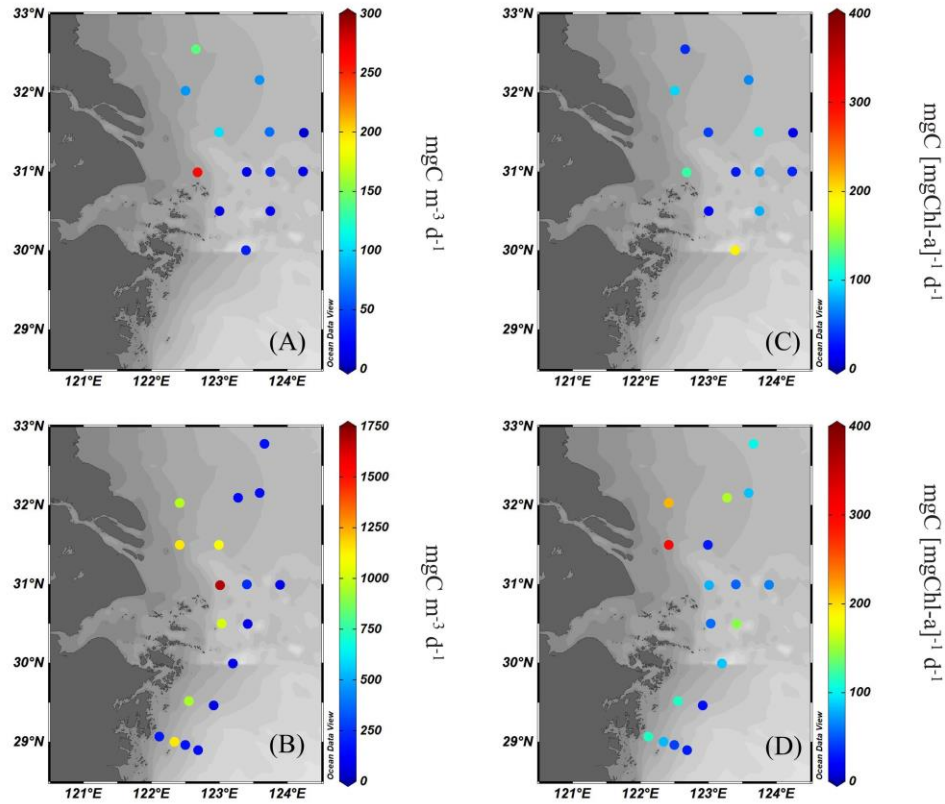 33°N
32°N
31°N
30°N
29°N
121°E 122°E 123°E 124°E
(A)
Ocean Data View
300
250
200
150
100
50
0
mgC m-3 d-1
33°N
32°N
31°N
30°N
29°N
121°E 122°E 123°E 124°E
(C)
Ocean Data View
400
300
200
100
0
mgC [mgChl-a]-1 d-1
33°N
32°N
31°N
30°N
29°N
121°E 122°E 123°E 124°E
(B)
Ocean Data View
1750
1500
1250
1000
750
500
250
0
mgC m-3 d-1
33°N
32°N
31°N
30°N
29°N
121°E 122°E 123°E 124°E
(D)
Ocean Data View
400
300
200
100
0
mgC [mgChl-a]-1 d-1